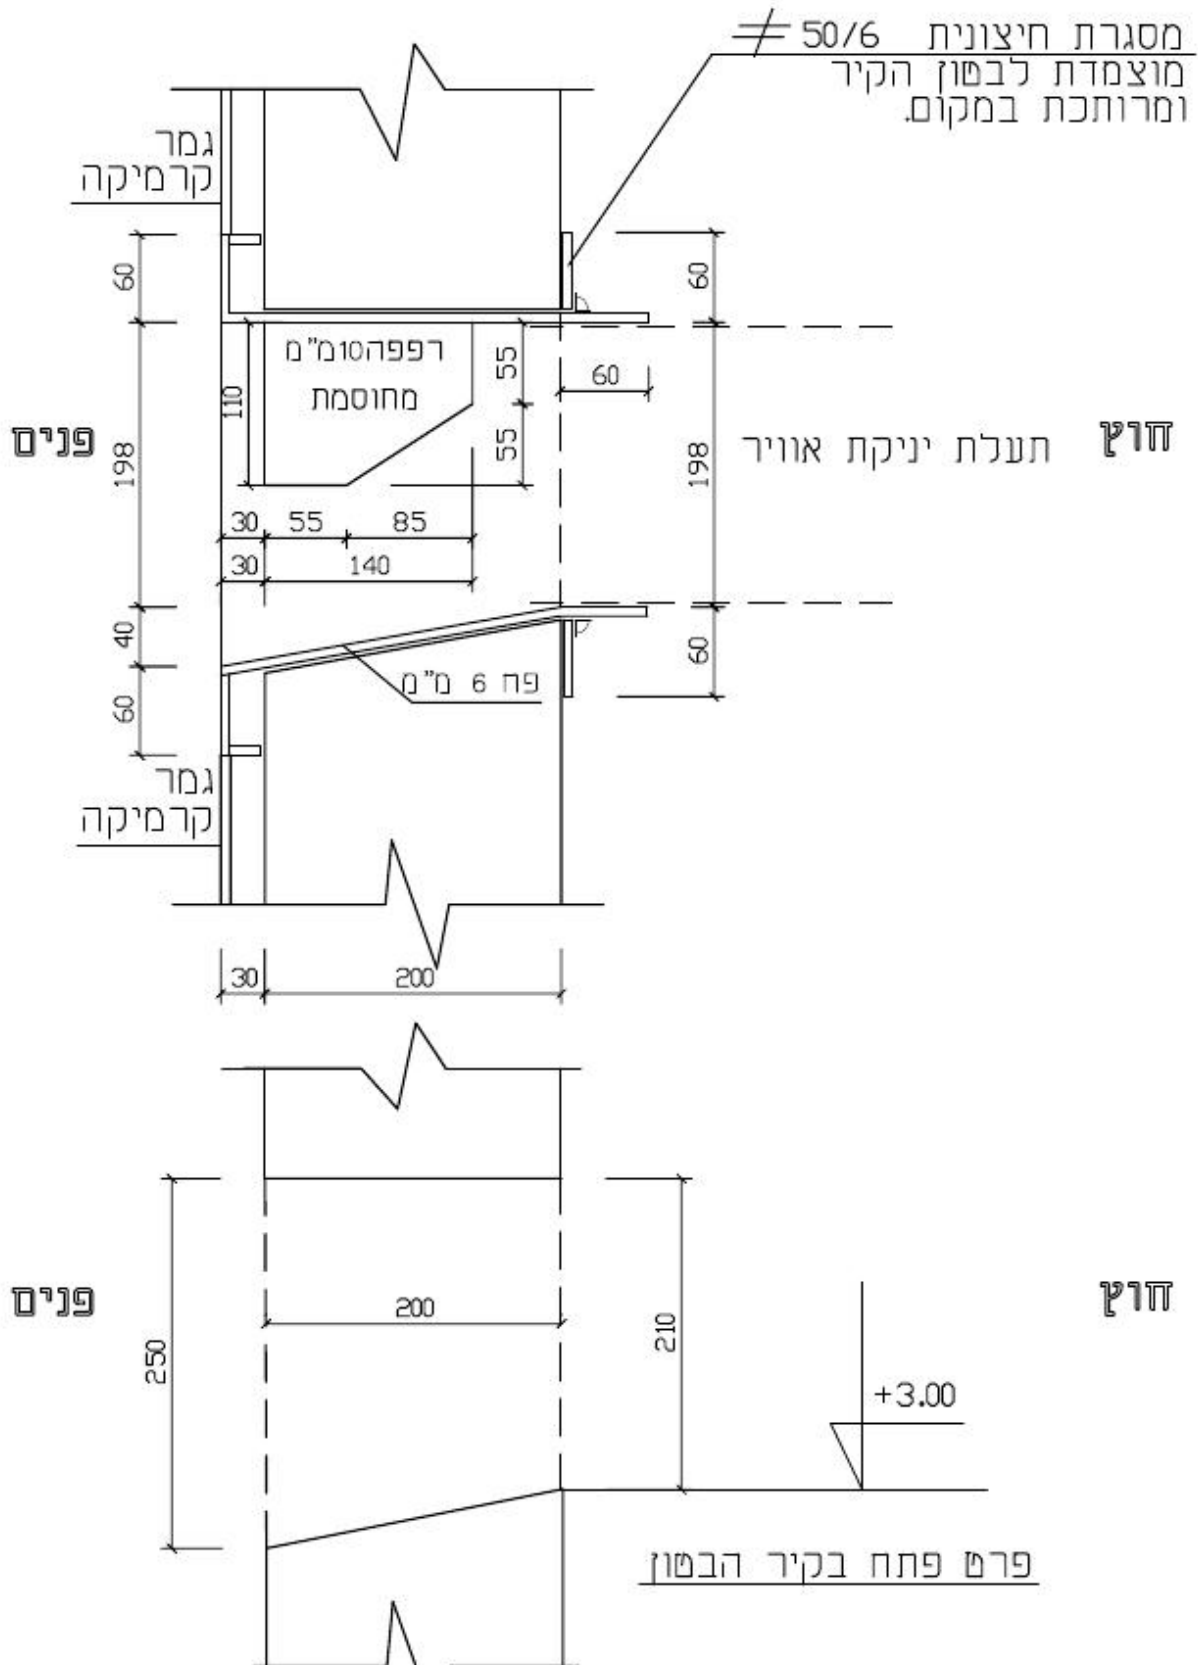 מסגרת חיצונית 50/6
מוצמדת לבטון הקיר
ומרותכת במקום.
גמר
קרמיקה
60
60
רפפה10מ"מ
מחוסמת
55
110
60
פנים
198
55
198
תעלת יניקת אוויר
חוץ
30
55
85
30
140
40
60
פח 6 מ"מ
60
גמר
קרמיקה
30
200
פנים
200
חוץ
250
210
+3.00
פרט פתח בקיר הבטון